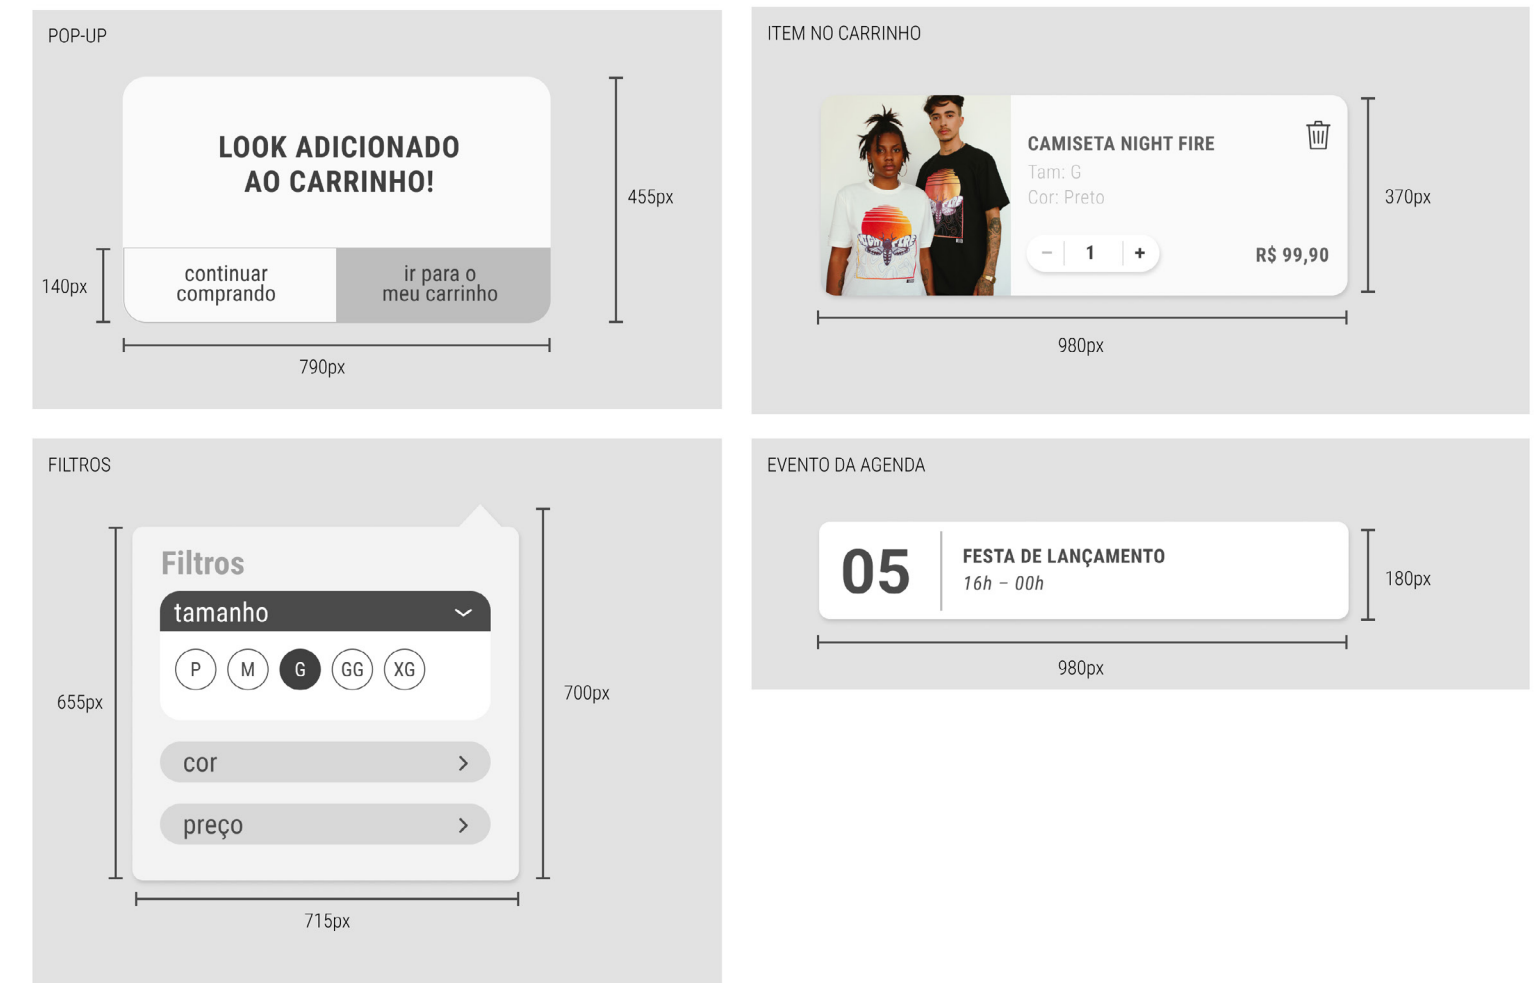 POP-UP
LOOK ADICIONADO
AO CARRINHO!
continuar
comprando
ir para o
meu carrinho
140px
455px
790px
ITEM NO CARRINHO
CAMISETA NIGHT FIRE
Tam: G
Cor: Preto
− 1 +
R$ 99,90
370px
980px
FILTROS
Filtros
tamanho
P M G GG XG
cor
preço
655px
700px
715px
EVENTO DA AGENDA
05
FESTA DE LANÇAMENTO
16h – 00h
180px
980px